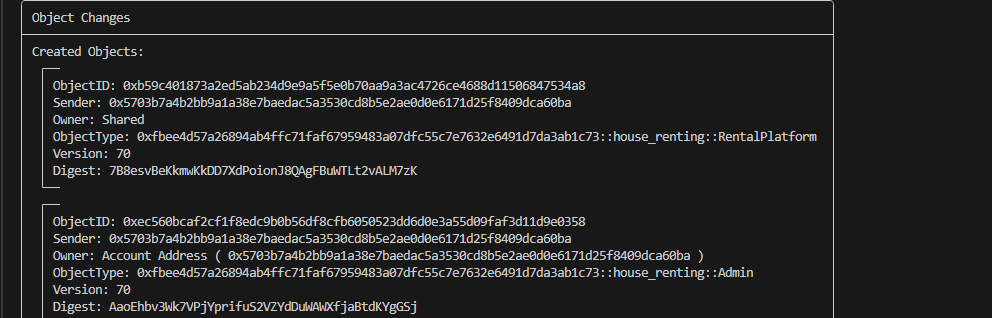 Object Changes
Created Objects:
ObjectID: 0xb59c401873a2ed5ab234d9e9a5f5e0b70aa9a3ac4726ce4688d11506847534a8
Sender: 0x5703b7a4b2bb9a1a38e7baedac5a3530cd8b5e2ae0d0e6171d25f8409dca60ba
Owner: Shared
ObjectType: 0xfbee4d57a26894ab4ffc71faf67959483a07dfc55c7e7632e6491d7da3ab1c73::house_renting::RentalPlatform
Version: 70
Digest: 7B8esvBeKkmwKkDD7XdPoionJ8QAgFBuWTLt2vALM7zK
ObjectID: 0xec560bcaf2cf1f8edc9b0b56df8cfb6050523dd6d0e3a55d09faf3d11d9e0358
Sender: 0x5703b7a4b2bb9a1a38e7baedac5a3530cd8b5e2ae0d0e6171d25f8409dca60ba
Owner: Account Address ( 0x5703b7a4b2bb9a1a38e7baedac5a3530cd8b5e2ae0d0e6171d25f8409dca60ba )
ObjectType: 0xfbee4d57a26894ab4ffc71faf67959483a07dfc55c7e7632e6491d7da3ab1c73::house_renting::Admin
Version: 70
Digest: AaoEhbv3Wk7VPjYprifuS2VZYdDuWAWXfjaBtdKYgGSj